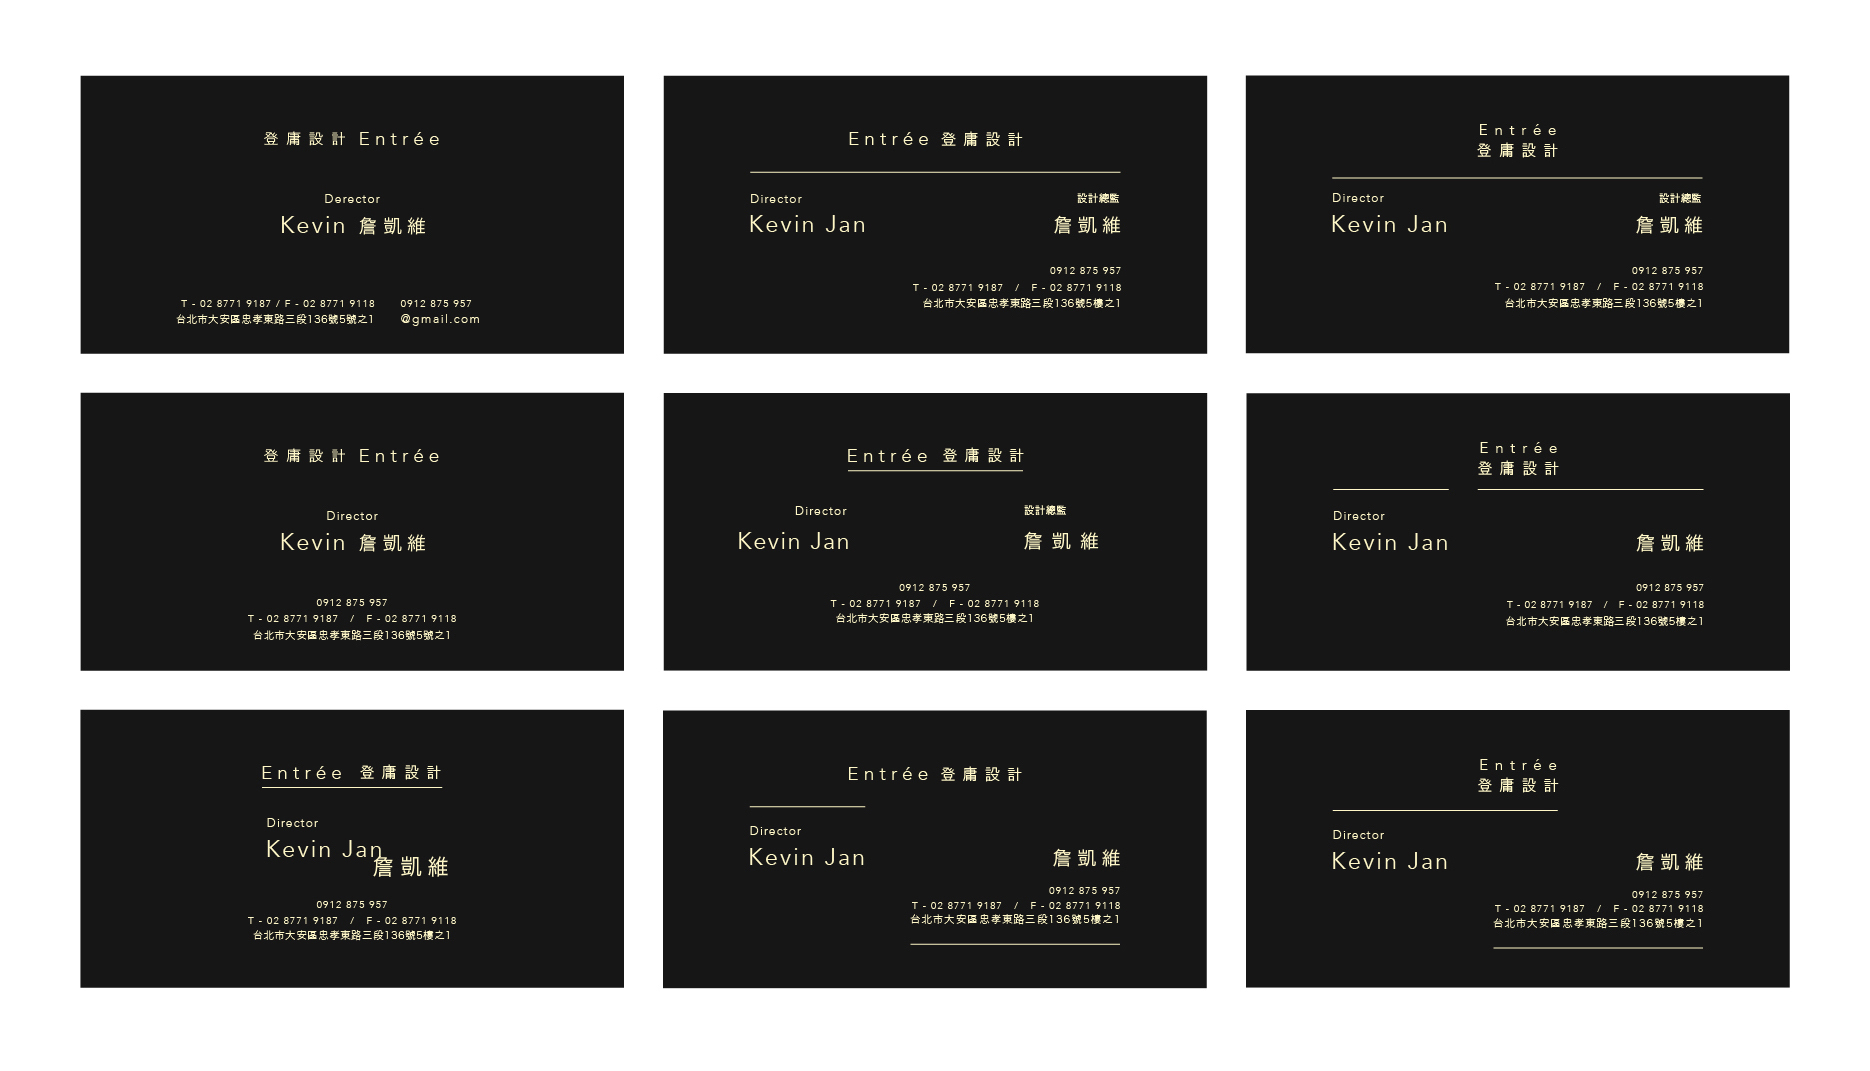 登庸設計 Entrée
Derector
Kevin 詹凱維
T - 02 8771 9187 / F - 02 8771 9118 0912 875 957
台北市大安區忠孝東路三段136號5號之1 @gmail.com
Entrée 登庸設計
Director 設計總監
Kevin Jan 詹凱維
0912 875 957
T - 02 8771 9187 / F - 02 8771 9118
台北市大安區忠孝東路三段136號5樓之1
Entrée
登庸設計
Director 設計總監
Kevin Jan 詹凱維
0912 875 957
T - 02 8771 9187 / F - 02 8771 9118
台北市大安區忠孝東路三段136號5樓之1
登庸設計 Entrée
Director
Kevin 詹凱維
0912 875 957
T - 02 8771 9187 / F - 02 8771 9118
台北市大安區忠孝東路三段136號5號之1
Entrée 登庸設計
Director 設計總監
Kevin Jan 詹凱維
0912 875 957
T - 02 8771 9187 / F - 02 8771 9118
台北市大安區忠孝東路三段136號5樓之1
Entrée
登庸設計
Director
Kevin Jan 詹凱維
0912 875 957
T - 02 8771 9187 / F - 02 8771 9118
台北市大安區忠孝東路三段136號5樓之1
Entrée 登庸設計
Director
Kevin Jan
詹凱維
0912 875 957
T - 02 8771 9187 / F - 02 8771 9118
台北市大安區忠孝東路三段136號5樓之1
Entrée 登庸設計
Director
Kevin Jan 詹凱維
0912 875 957
T - 02 8771 9187 / F - 02 8771 9118
台北市大安區忠孝東路三段136號5樓之1
Entrée
登庸設計
Director
Kevin Jan 詹凱維
0912 875 957
T - 02 8771 9187 / F - 02 8771 9118
台北市大安區忠孝東路三段136號5樓之1